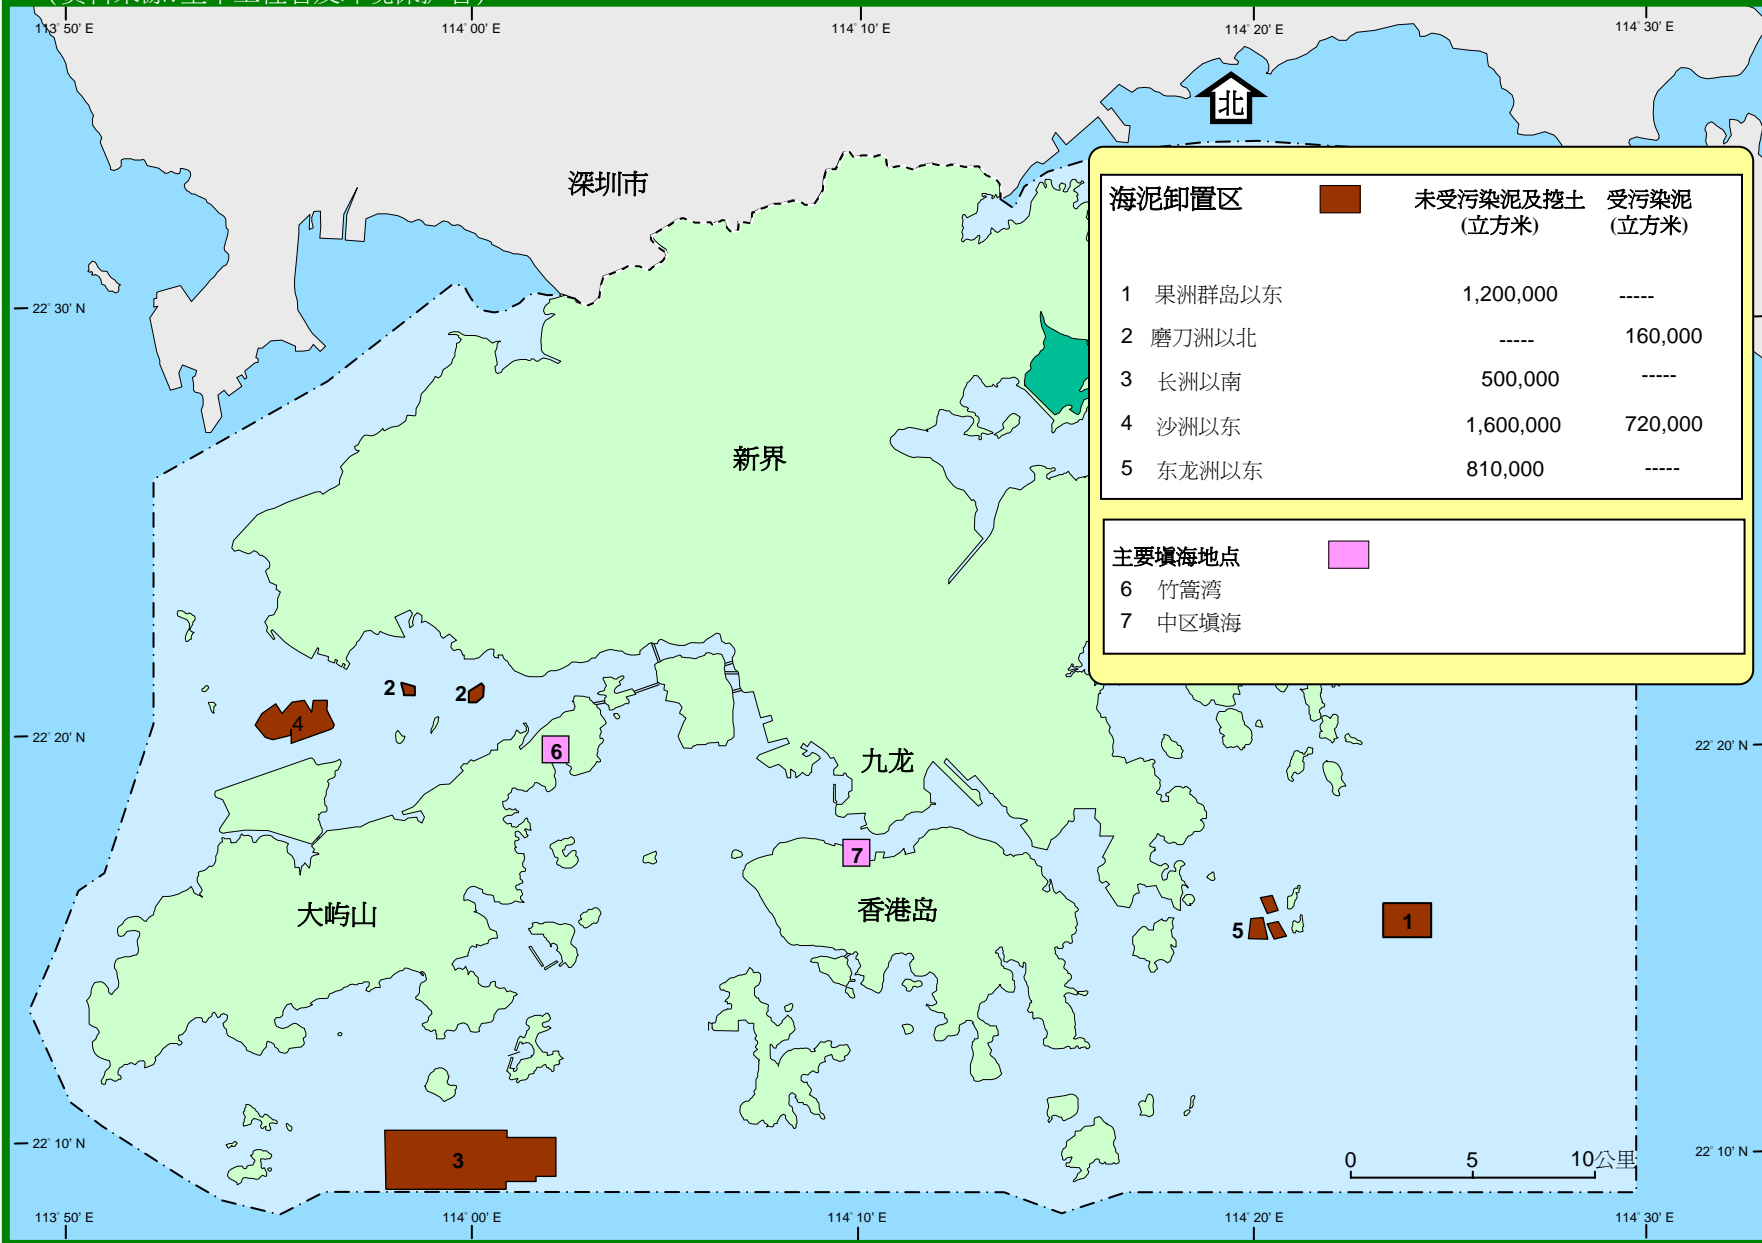 113° 50' E
114° 00' E
114° 10' E
114° 20' E
114° 30' E
北
深圳市
海泥卸置区 未受污染泥及挖土 受污染泥
(立方米) (立方米)
1 果洲群岛以东 1,200,000 -----
22° 30' N
2 磨刀洲以北 ----- 160,000
3 长洲以南 500,000 -----
4 沙洲以东 1,600,000 720,000
5 东龙洲以东 810,000 -----
新界
主要填海地点
6 竹篙湾
7 中区填海
2
2
4
22° 20' N
6
九龙
22° 20' N
7
大屿山
香港岛
5
1
22° 10' N
3
0 5 10公里
22° 10' N
113° 50' E
114° 00' E
114° 10' E
114° 20' E
114° 30' E